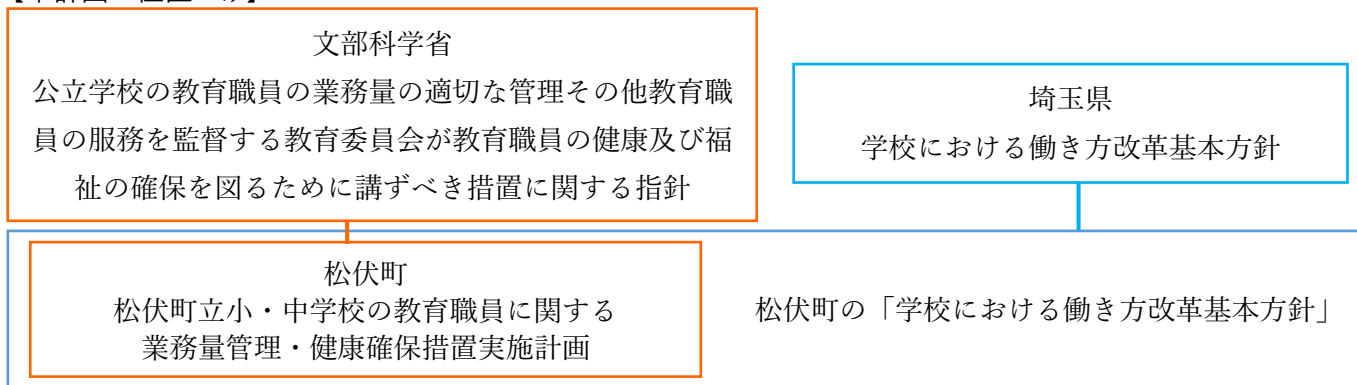 文部科学省
公立学校の教育職員の業務量の適切な管理その他教育職
員の服務を監督する教育委員会が教育職員の健康及び福
祉の確保を図るために講ずべき措置に関する指針
埼玉県
学校における働き方改革基本方針
松伏町
松伏町立小・中学校の教育職員に関する
業務量管理・健康確保措置実施計画
松伏町の「学校における働き方改革基本方針」